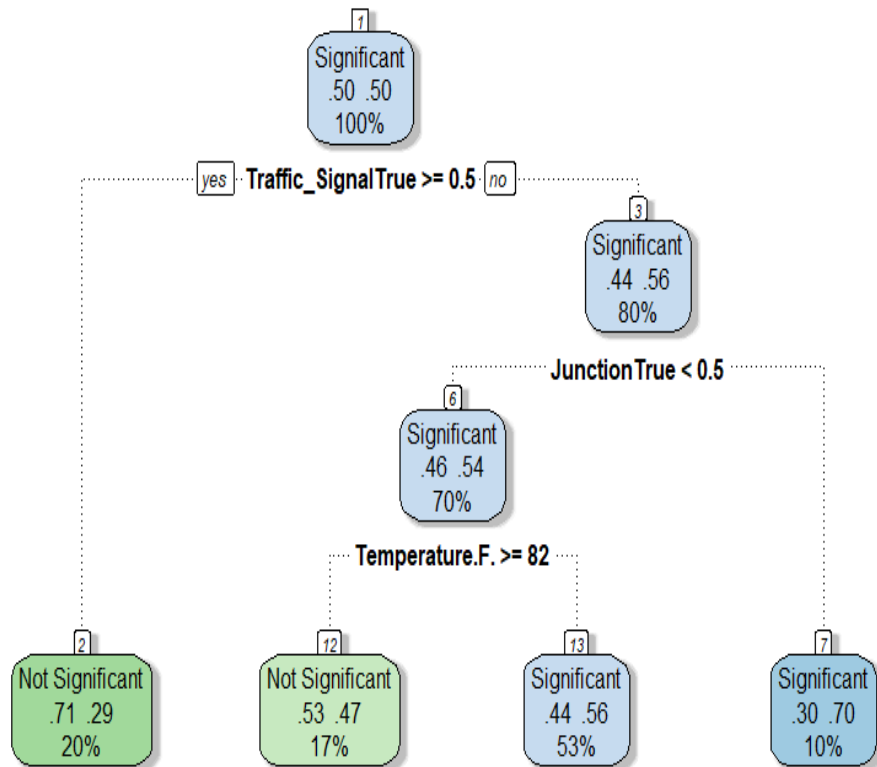 1
Significant
.50 .50
100%
yes Traffic_SignalTrue >= 0.5 no
3
Significant
.44 .56
80%
JunctionTrue < 0.5
6
Significant
.46 .54
70%
Temperature.F. >= 82
2
Not Significant
.71 .29
20%
12
Not Significant
.53 .47
17%
13
Significant
.44 .56
53%
7
Significant
.30 .70
10%